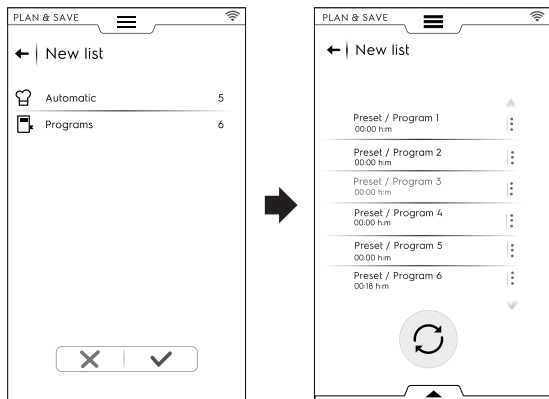 PLAN & SAVE
New list
Automatic 5
Programs 6
PLAN & SAVE
New list
Preset / Program 1
00:00 h:m
Preset / Program 2
00:00 h:m
Preset / Program 3
00:00 h:m
Preset / Program 4
00:00 h:m
Preset / Program 5
00:00 h:m
Preset / Program 6
00:18 h:m